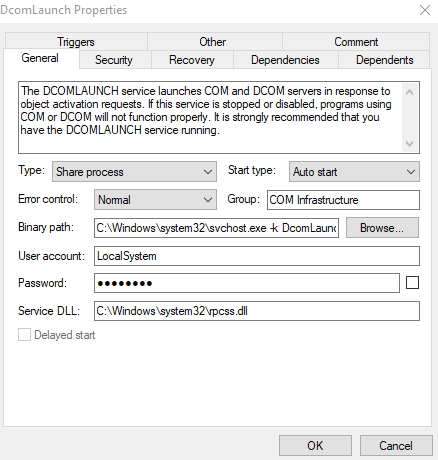 DcomLaunch Properties
Triggers Other Comment
General Security Recovery Dependencies Dependents
The DCOMLAUNCH service launches COM and DCOM servers in response to
object activation requests. If this service is stopped or disabled, programs using
COM or DCOM will not function properly. It is strongly recommended that you
have the DCOMLAUNCH service running.
Type: Share process Start type: Auto start
Error control: Normal Group: COM Infrastructure
Binary path: C:\Windows\system32\svchost.exe -k DcomLaunc Browse...
User account: LocalSystem
Password: ●●●●●●●●
Service DLL: C:\Windows\system32\rpcss.dll
Delayed start
OK Cancel